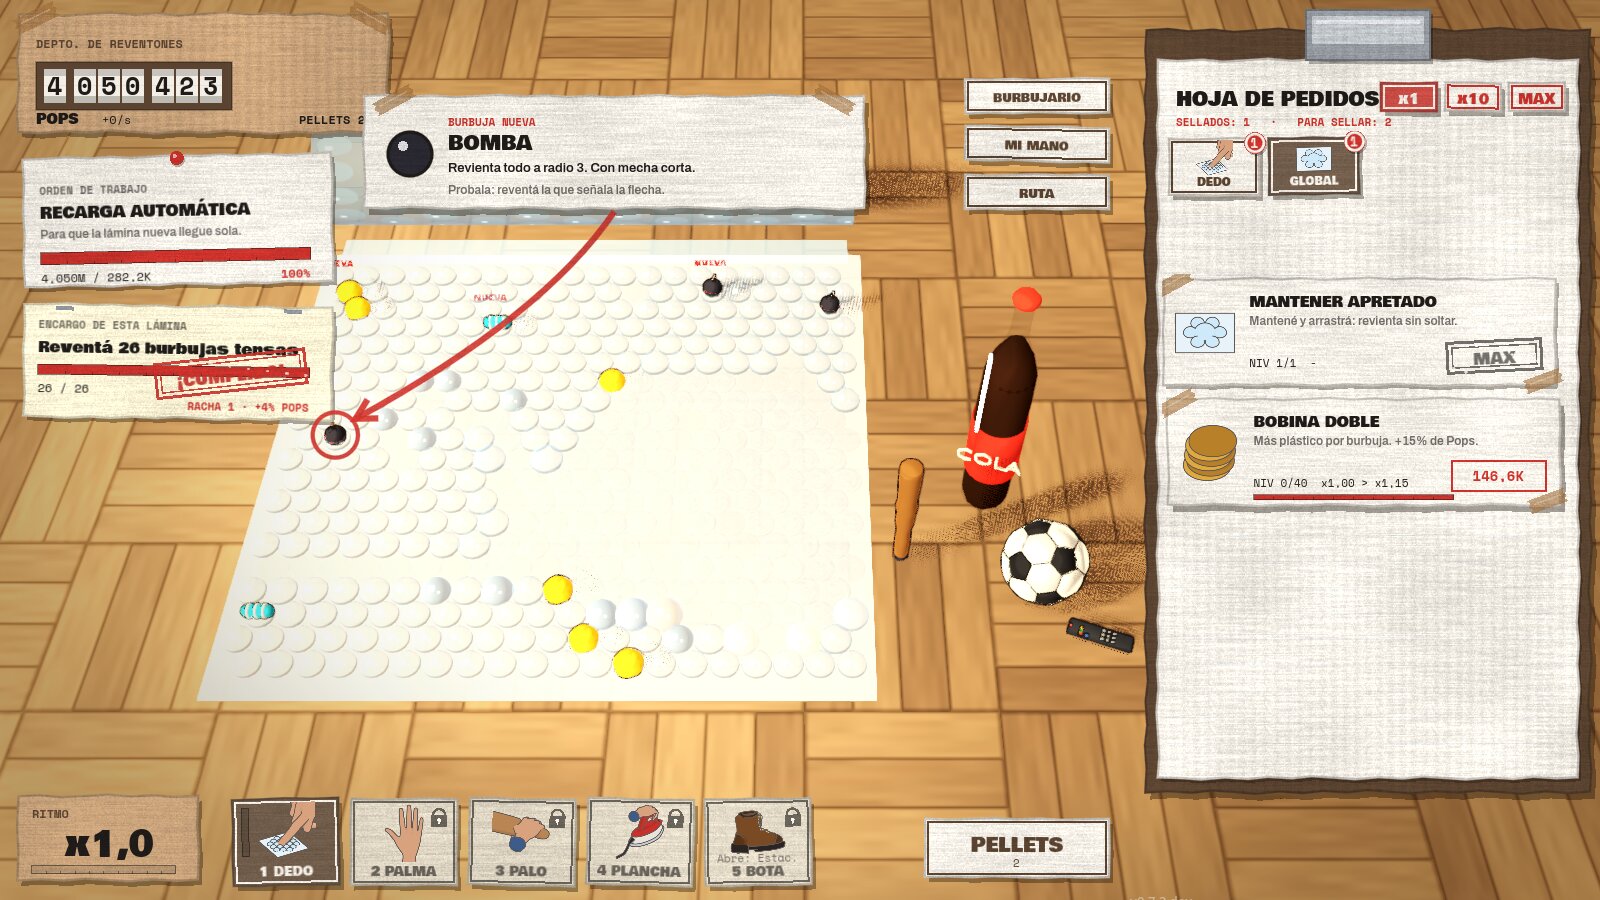 DEPTO. DE REVENTONES
4 050 423
POPS +0/s PELLETS 2
ORDEN DE TRABAJO
RECARGA AUTOMÁTICA
Para que la lámina nueva llegue sola.
4.050M / 282.2K 100%
ENCARGO DE ESTA LÁMINA
Reventá 26 burbujas tensas
26 / 26
RACHA 1 · +4% POPS
BURBUJA NUEVA
BOMBA
Revienta todo a radio 3. Con mecha corta.
Probala: reventá la que señala la flecha.
NUEVA
NUEVA
BURBUJARIO
MI MANO
RUTA
COLA
HOJA DE PEDIDOS
x1
x10
MAX
SELLADOS: 1 · PARA SELLAR: 2
DEDO
1
GLOBAL
1
MANTENER APRETADO
Mantené y arrastrá: revienta sin soltar.
NIV 1/1 -
MAX
BOBINA DOBLE
Más plástico por burbuja. +15% de Pops.
NIV 0/40 x1,00 > x1,15
146,6K
RITMO
x1,0
1 DEDO
2 PALMA
3 PALO
4 PLANCHA
Abre: Estac.
5 BOTA
PELLETS
2